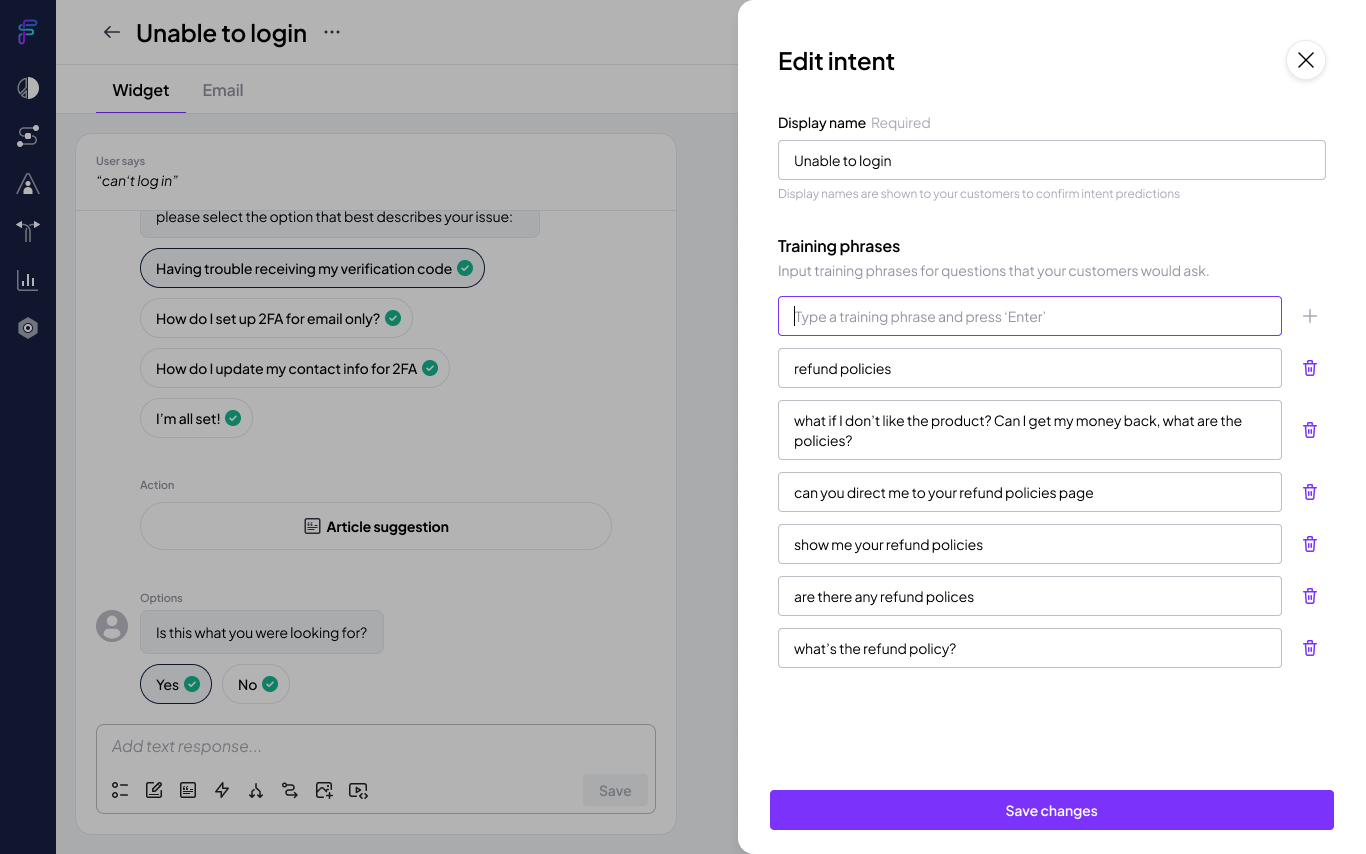 Unable to login
Widget
Email
User says
“can‘t log in”
please select the option that best describes your issue:
Having trouble receiving my verification code
How do I set up 2FA for email only?
How do I update my contact info for 2FA
I’m all set!
Action
Article suggestion
Options
Is this what you were looking for?
Yes
No
Add text response...
Save
Edit intent
Display name Required
Unable to login
Display names are shown to your customers to confirm intent predictions
Training phrases
Input training phrases for questions that your customers would ask.
Type a training phrase and press ‘Enter’
refund policies
what if I don’t like the product? Can I get my money back, what are the
policies?
can you direct me to your refund policies page
show me your refund policies
are there any refund polices
what’s the refund policy?
Save changes